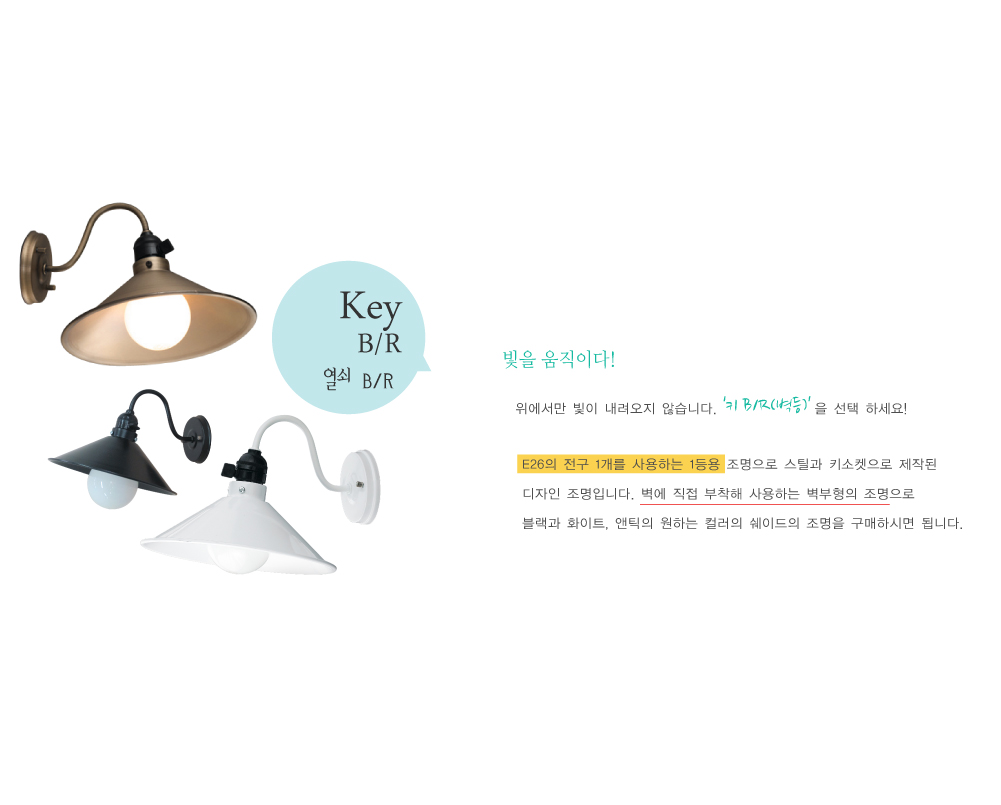 Key
B/R
열쇠 B/R
빛을 움직이다!
위에서만 빛이 내려오지 않습니다. '키 B/R(벽등)'을 선택 하세요!
E26의 전구 1개를 사용하는 1등용 조명으로 스틸과 키소켓으로 제작된
디자인 조명입니다. 벽에 직접 부착해 사용하는 벽부형의 조명으로
블랙과 화이트, 앤틱의 원하는 컬러의 쉐이드의 조명을 구매하시면 됩니다.